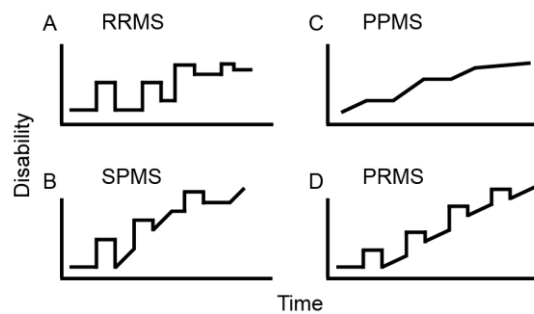 A RRMS
C PPMS
Disability
B SPMS
D PRMS
Time